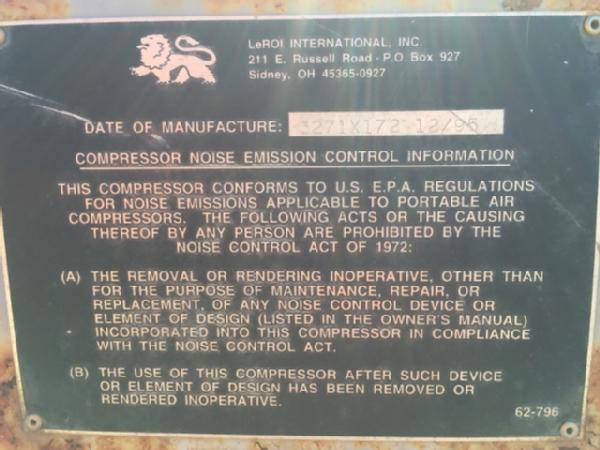 LeROI INTERNATIONAL, INC.
211 E. Russell Road · P.O. Box 927
Sidney, OH 45365-0927
DATE OF MANUFACTURE: 3271X172 12/96
COMPRESSOR NOISE EMISSION CONTROL INFORMATION
THIS COMPRESSOR CONFORMS TO U.S. E.P.A. REGULATIONS
FOR NOISE EMISSIONS APPLICABLE TO PORTABLE AIR
COMPRESSORS. THE FOLLOWING ACTS OR THE CAUSING
THEREOF BY ANY PERSON ARE PROHIBITED BY THE
NOISE CONTROL ACT OF 1972:
(A) THE REMOVAL OR RENDERING INOPERATIVE, OTHER THAN
FOR THE PURPOSE OF MAINTENANCE, REPAIR, OR
REPLACEMENT, OF ANY NOISE CONTROL DEVICE OR
ELEMENT OF DESIGN (LISTED IN THE OWNER'S MANUAL)
INCORPORATED INTO THIS COMPRESSOR IN COMPLIANCE
WITH THE NOISE CONTROL ACT.
(B) THE USE OF THIS COMPRESSOR AFTER SUCH DEVICE
OR ELEMENT OF DESIGN HAS BEEN REMOVED OR
RENDERED INOPERATIVE.
62-796